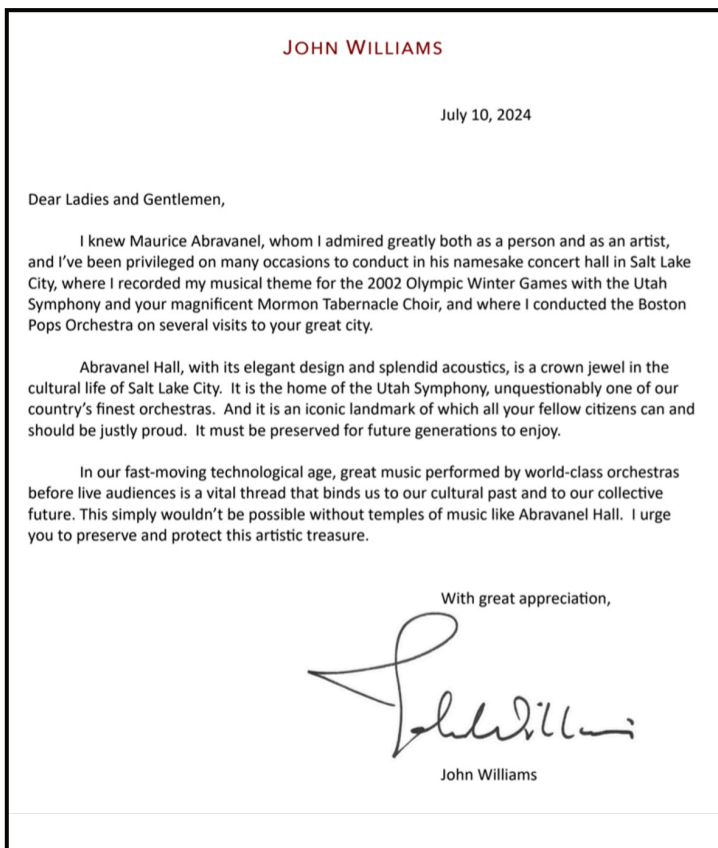 JOHN WILLIAMS
July 10, 2024
Dear Ladies and Gentlemen,
I knew Maurice Abravanel, whom I admired greatly both as a person and as an artist,
and I've been privileged on many occasions to conduct in his namesake concert hall in Salt Lake
City, where I recorded my musical theme for the 2002 Olympic Winter Games with the Utah
Symphony and your magnificent Mormon Tabernacle Choir, and where I conducted the Boston
Pops Orchestra on several visits to your great city.
Abravanel Hall, with its elegant design and splendid acoustics, is a crown jewel in the
cultural life of Salt Lake City.  It is the home of the Utah Symphony, unquestionably one of our
country's finest orchestras.  And it is an iconic landmark of which all your fellow citizens can and
should be justly proud.  It must be preserved for future generations to enjoy.
In our fast-moving technological age, great music performed by world-class orchestras
before live audiences is a vital thread that binds us to our cultural past and to our collective
future. This simply wouldn't be possible without temples of music like Abravanel Hall.  I urge
you to preserve and protect this artistic treasure.
With great appreciation,
John Williams
John Williams